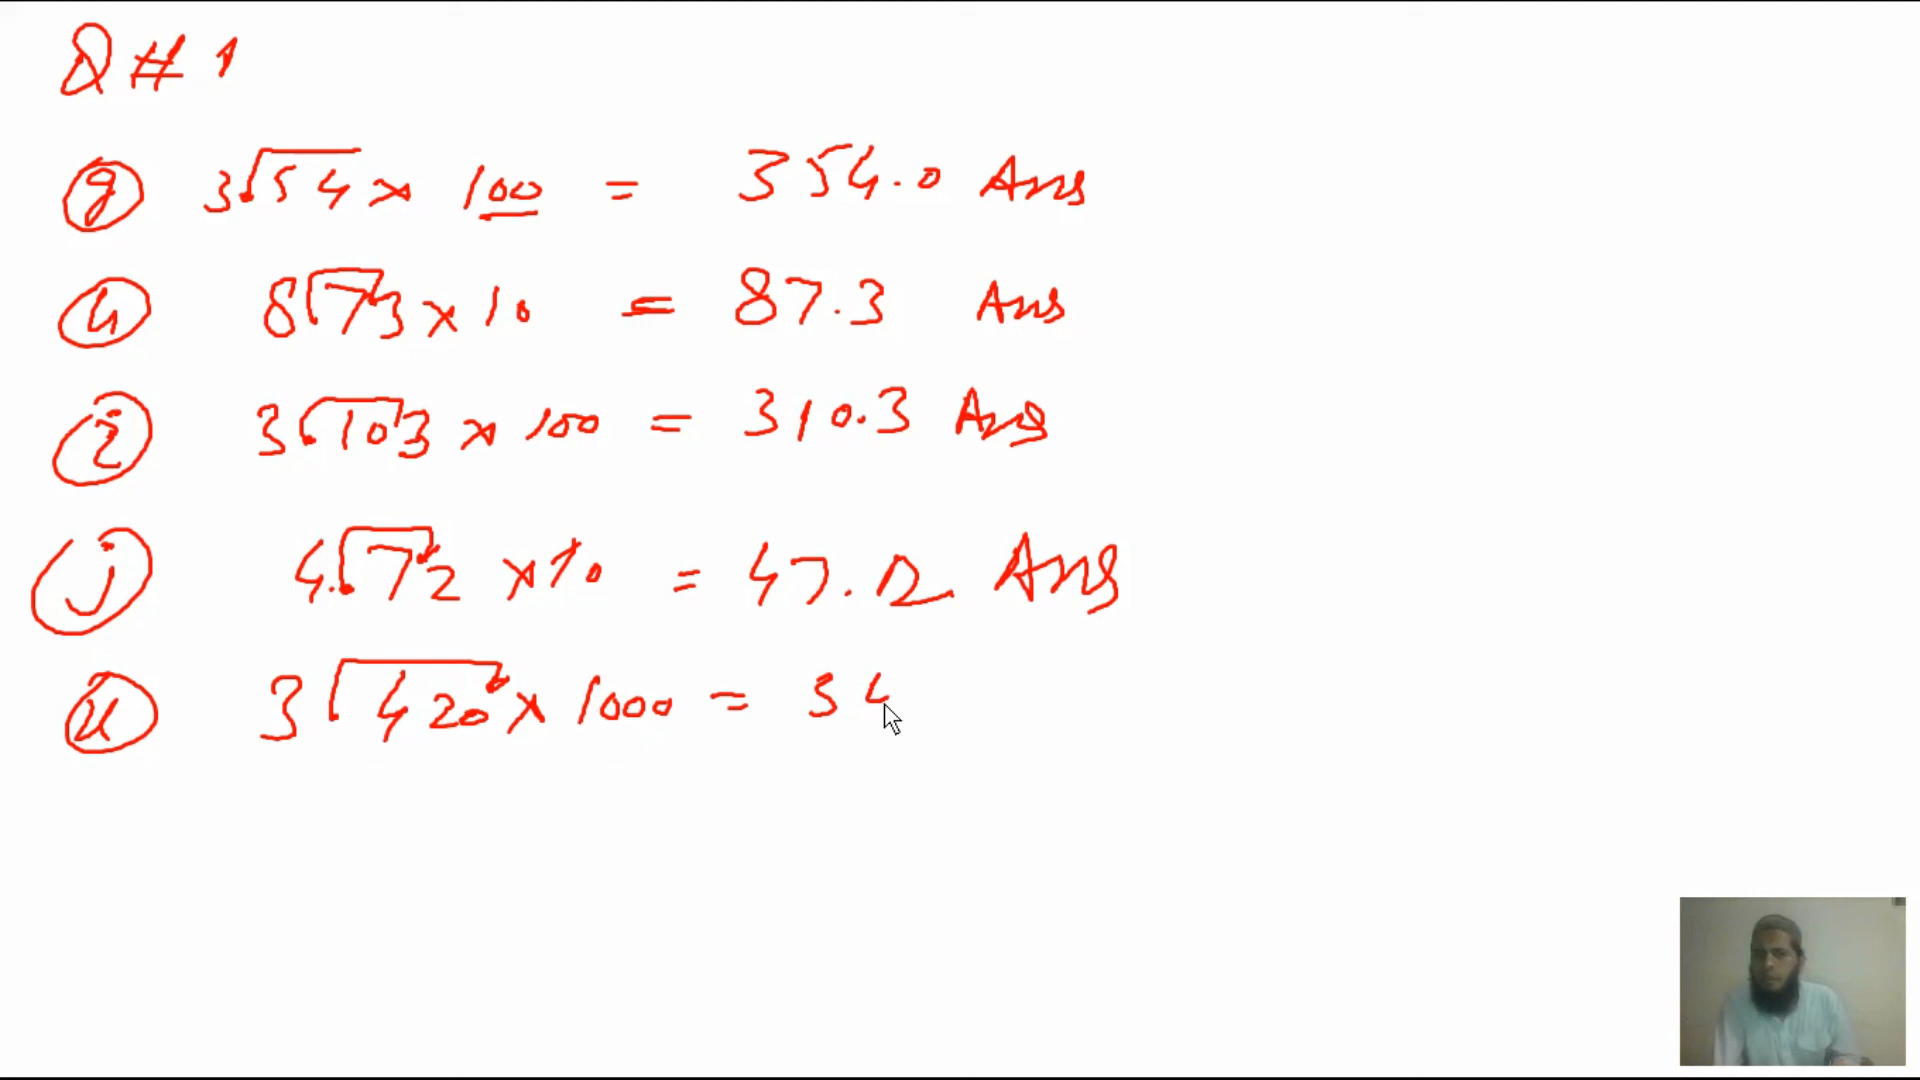 Q # 1
g 3.54 x 100 = 354.0 Ans
h 8.73 x 10 = 87.3 Ans
i 3.103 x 100 = 310.3 Ans
j 4.72 x 10 = 47.2 Ans
3.420 x 1000 = 34